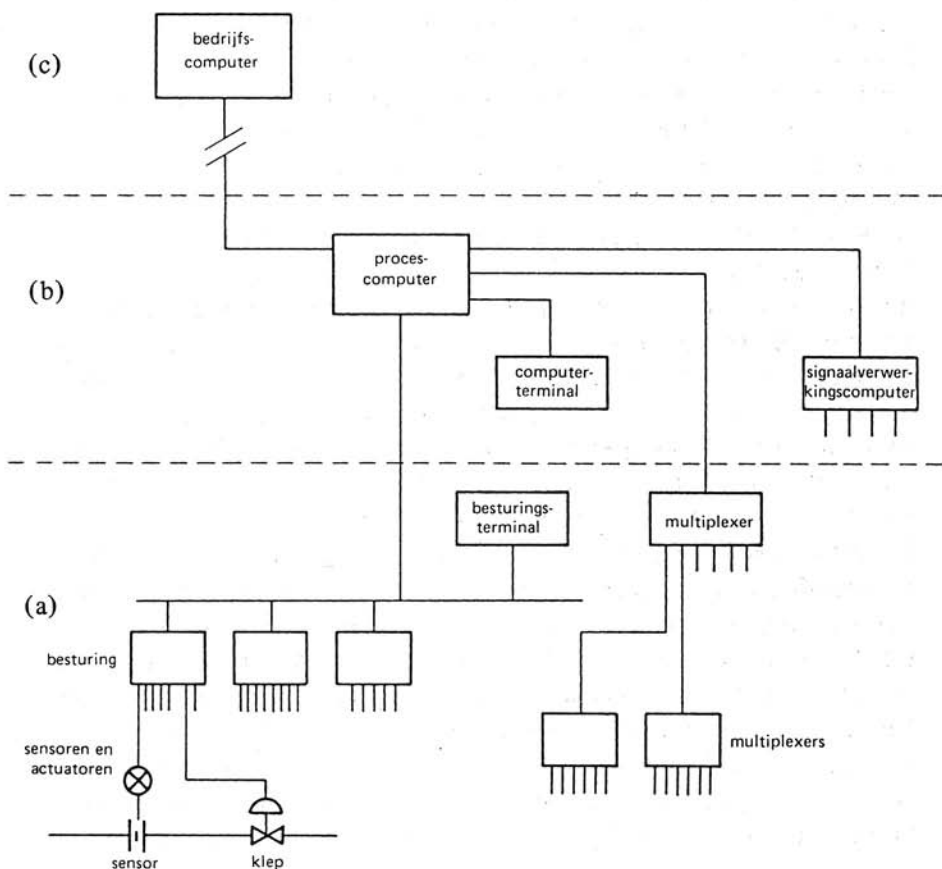 (c)
bedrijfs-
computer
(b)
proces-
computer
computer-
terminal
signaalverwer-
kingscomputer
(a)
besturings-
terminal
multiplexer
besturing
multiplexers
sensoren en
actuatoren
sensor
klep